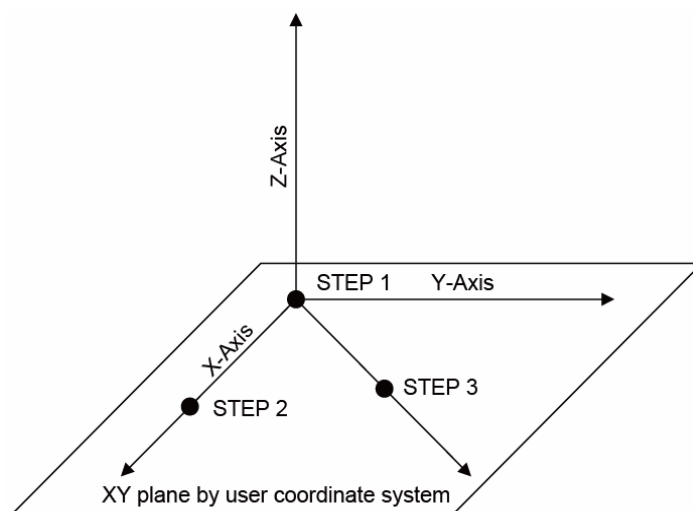 Z-Axis
STEP 1
Y-Axis
X-Axis
STEP 3
STEP 2
XY plane by user coordinate system